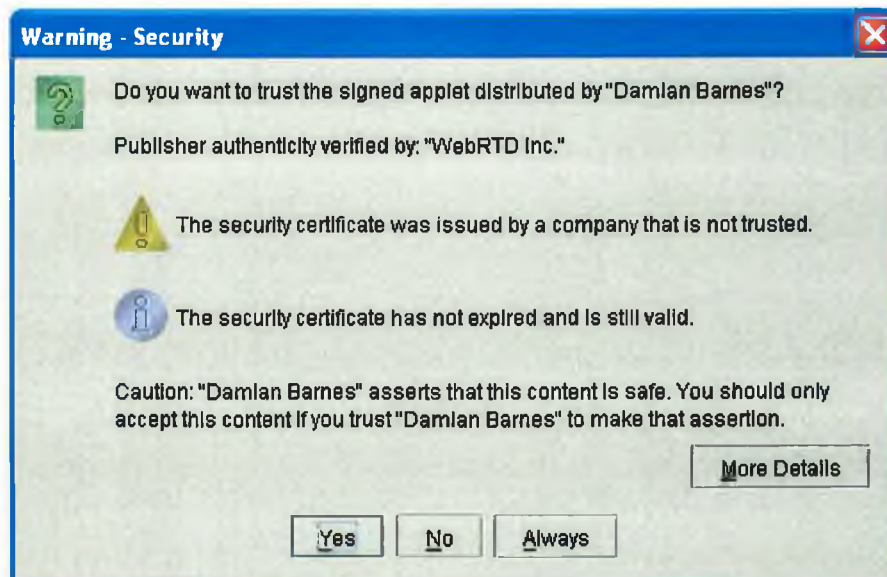 Warning - Security
Do you want to trust the signed applet distributed by "Damian Barnes"?
Publisher authenticity verified by: "WebRTD Inc."
The security certificate was issued by a company that is not trusted.
The security certificate has not expired and is still valid.
Caution: "Damian Barnes" asserts that this content is safe. You should only
accept this content if you trust "Damian Barnes" to make that assertion.
More Details
Yes No Always